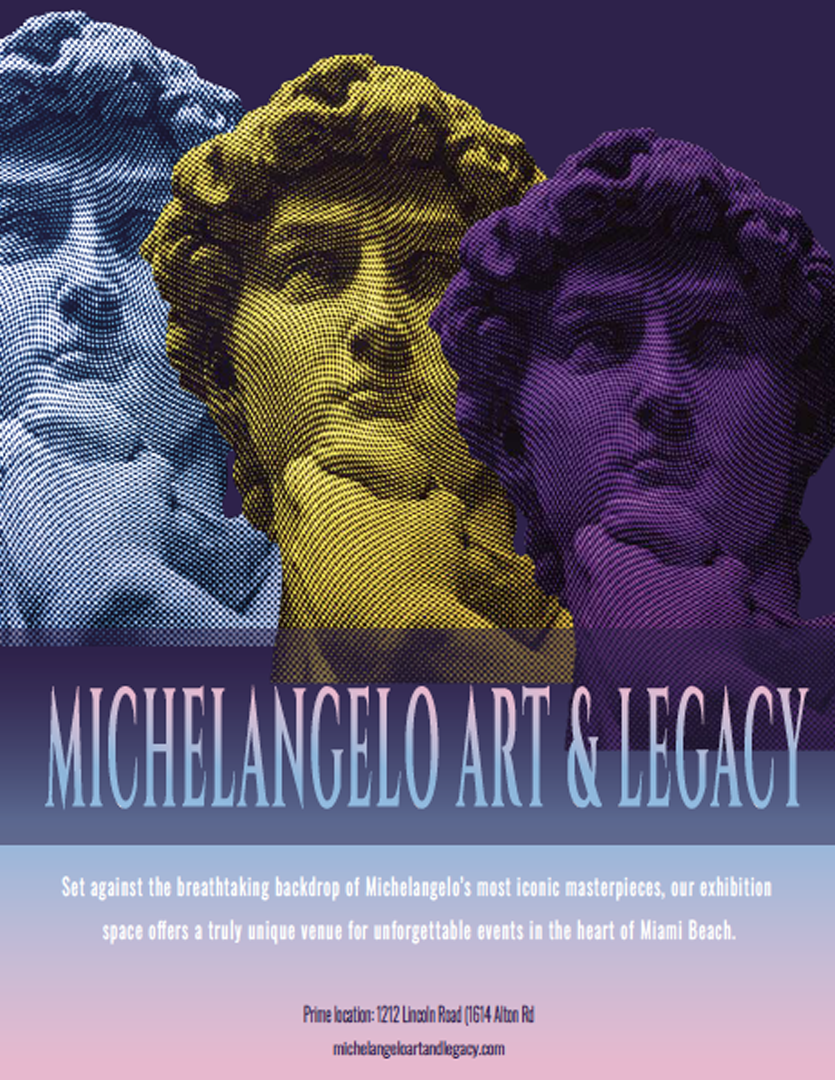 MICHELANGELO ART & LEGACY
Set against the breathtaking backdrop of Michelangelo's most iconic masterpieces, our exhibition
space offers a truly unique venue for unforgettable events in the heart of Miami Beach.
Prime location: 1212 Lincoln Road (1614 Alton Rd
michelangeloartandlegacy.com